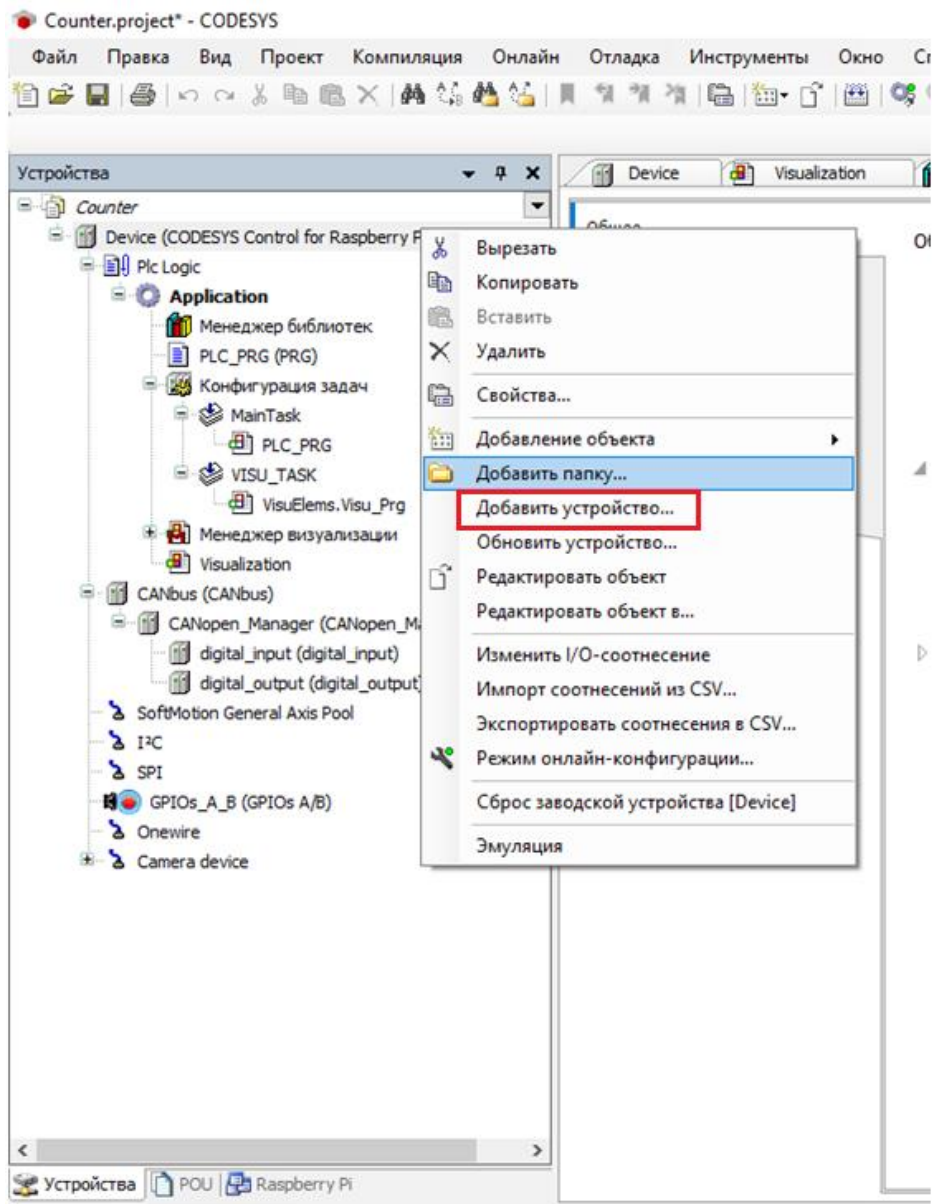 Counter.project* - CODESYS
Файл Правка Вид Проект Компиляция Онлайн Отладка Инструменты Окно
Устройства
Device Visualization
Counter
Общее
Device (CODESYS Control for Raspberry
Plc Logic
Application
Менеджер библиотек
PLC_PRG (PRG)
Конфигурация задач
MainTask
PLC_PRG
VISU_TASK
VisuElems.Visu_Prg
Менеджер визуализации
Visualization
CANbus (CANbus)
CANopen_Manager (CANopen_M
digital_input (digital_input)
digital_output (digital_output
SoftMotion General Axis Pool
I²C
SPI
GPIOs_A_B (GPIOs A/B)
Onewire
Camera device
Вырезать
Копировать
Вставить
Удалить
Свойства...
Добавление объекта
Добавить папку...
Добавить устройство...
Обновить устройство...
Редактировать объект
Редактировать объект в...
Изменить I/O-соотнесение
Импорт соотнесений из CSV...
Экспортировать соотнесения в CSV...
Режим онлайн-конфигурации...
Сброс заводской устройства [Device]
Эмуляция
Устройства POU Raspberry Pi